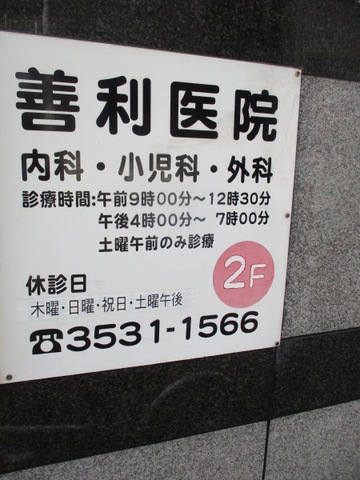 善利医院
内科・小児科・外科
診療時間:午前9時00分～12時30分
午後4時00分～ 7時00分
土曜午前のみ診療
2F
休診日
木曜・日曜・祝日・土曜午後
☎3531-1566